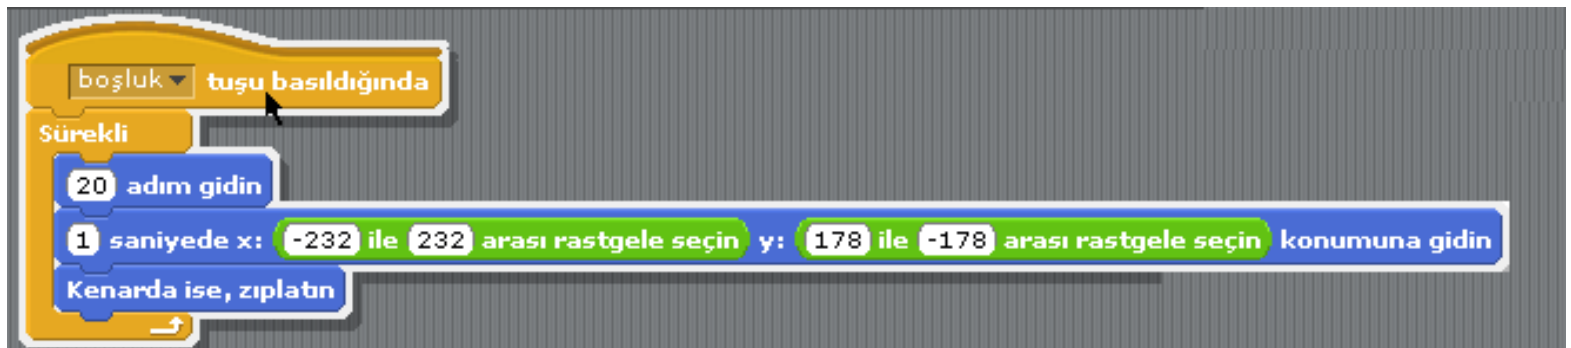 boşluk tuşu basıldığında
Sürekli
20 adım gidin
1 saniyede x: -232 ile 232 arası rastgele seçin y: 178 ile -178 arası rastgele seçin konumuna gidin
Kenarda ise, zıplatın